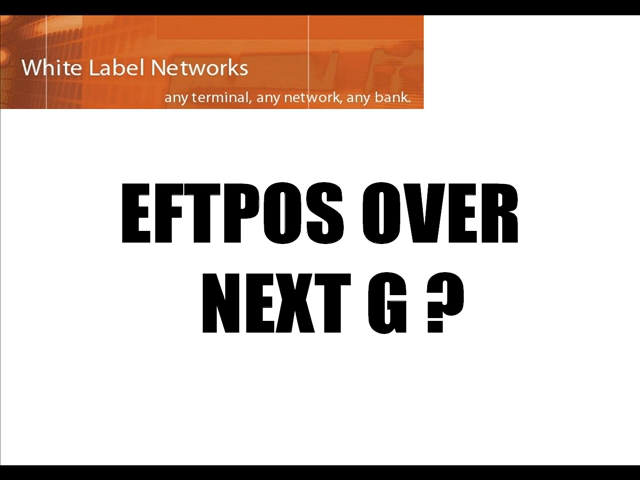 White Label Networks
any terminal, any network, any bank.
EFTPOS OVER
NEXT G ?